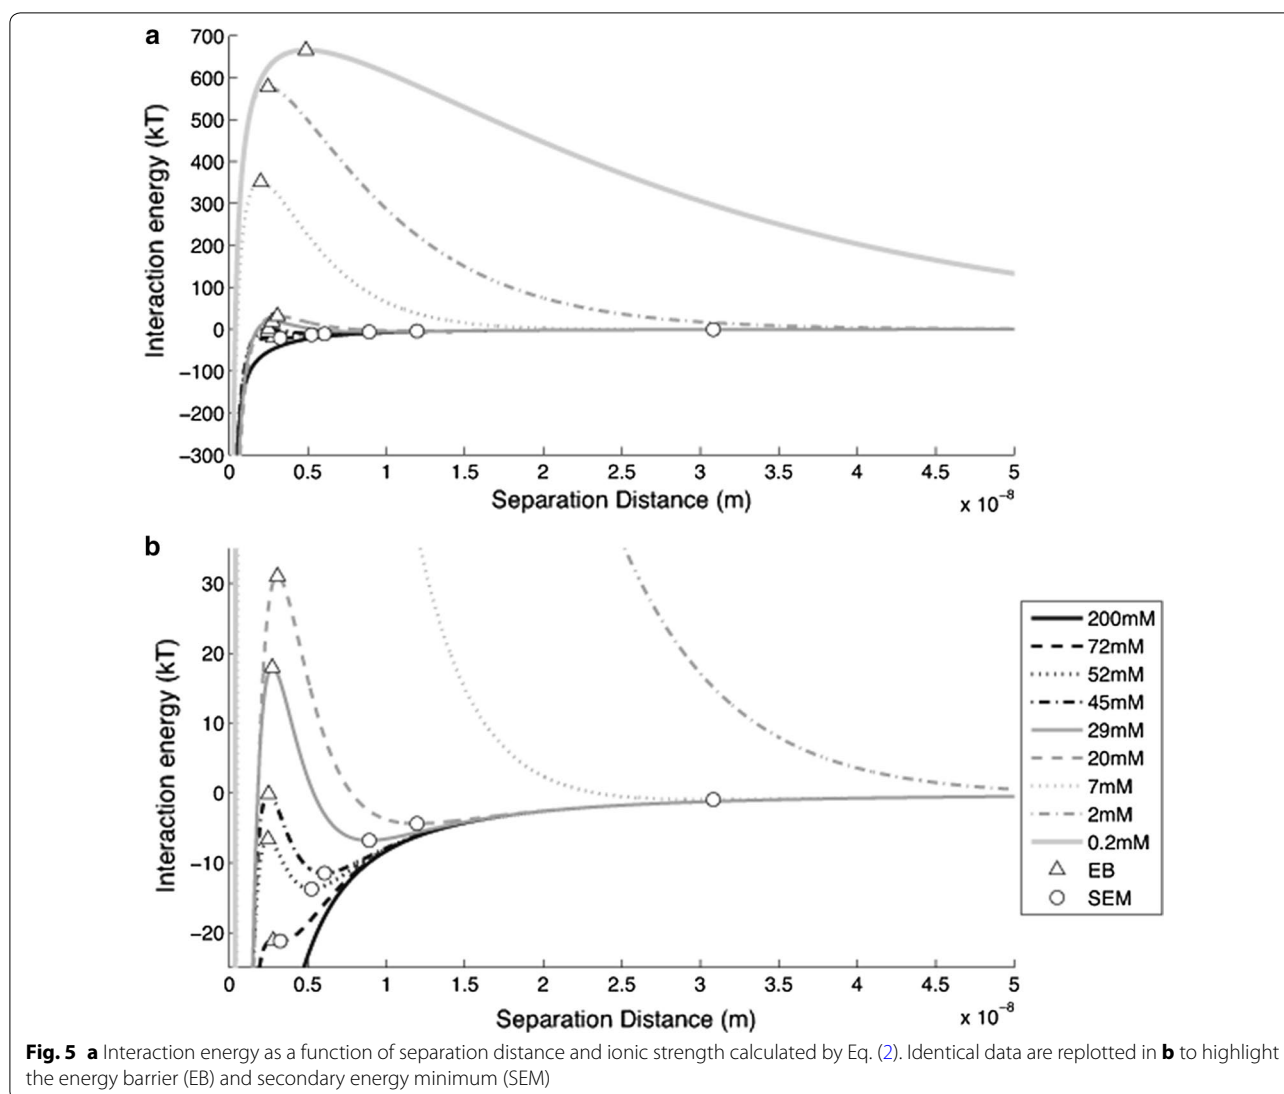 a
700
600
500
400
300
200
100
0
−100
−200
−300
Interaction energy (kT)
0 0.5 1 1.5 2 2.5 3 3.5 4 4.5 5
Separation Distance (m)
x 10⁻⁸
b
30
20
10
0
−10
−20
Interaction energy (kT)
0 0.5 1 1.5 2 2.5 3 3.5 4 4.5 5
Separation Distance (m)
x 10⁻⁸
200mM
72mM
52mM
45mM
29mM
20mM
7mM
2mM
0.2mM
EB
SEM
Fig. 5 a Interaction energy as a function of separation distance and ionic strength calculated by Eq. (2). Identical data are replotted in b to highlight
the energy barrier (EB) and secondary energy minimum (SEM)